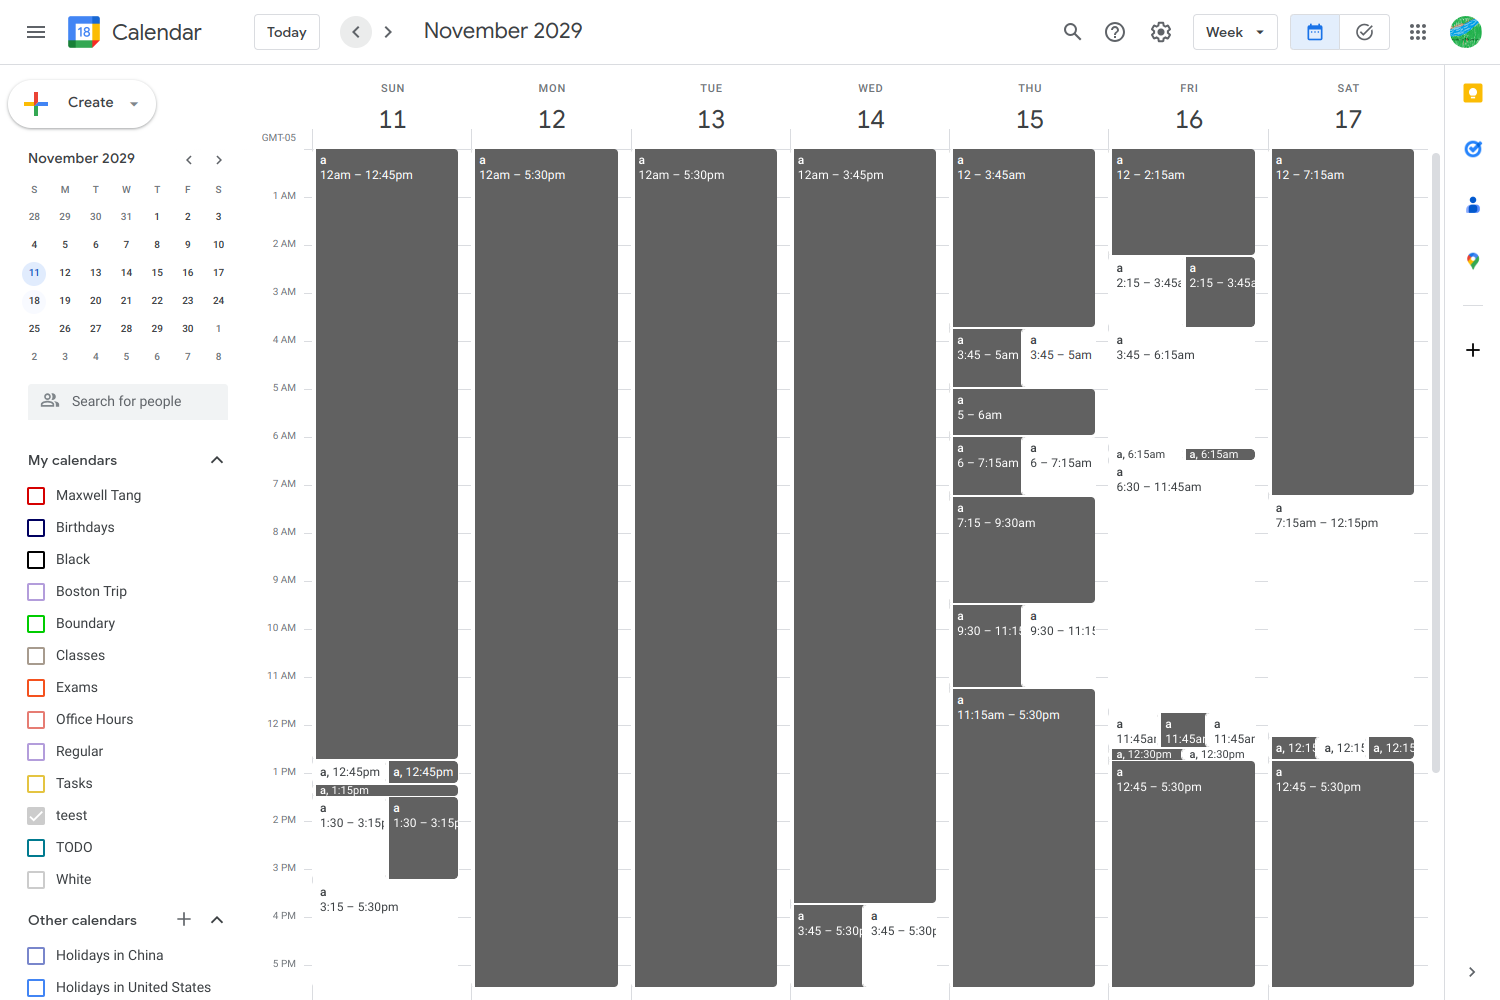 18 Calendar Today November 2029 Week
Create
November 2029
S M T W T F S
28 29 30 31 1 2 3
4 5 6 7 8 9 10
11 12 13 14 15 16 17
18 19 20 21 22 23 24
25 26 27 28 29 30 1
2 3 4 5 6 7 8
Search for people
My calendars
Maxwell Tang
Birthdays
Black
Boston Trip
Boundary
Classes
Exams
Office Hours
Regular
Tasks
teest
TODO
White
Other calendars
Holidays in China
Holidays in United States
GMT-05
1 AM
2 AM
3 AM
4 AM
5 AM
6 AM
7 AM
8 AM
9 AM
10 AM
11 AM
12 PM
1 PM
2 PM
3 PM
4 PM
5 PM
SUN
11
a
12am – 12:45pm
a, 12:45pm
a, 12:45pm
a, 1:15pm
a
1:30 – 3:15p
a
1:30 – 3:15p
a
3:15 – 5:30pm
MON
12
a
12am – 5:30pm
TUE
13
a
12am – 5:30pm
WED
14
a
12am – 3:45pm
a
3:45 – 5:30p
a
3:45 – 5:30p
THU
15
a
12 – 3:45am
a
3:45 – 5am
a
3:45 – 5am
a
5 – 6am
a
6 – 7:15am
a
6 – 7:15am
a
7:15 – 9:30am
a
9:30 – 11:15
a
9:30 – 11:15
a
11:15am – 5:30pm
FRI
16
a
12 – 2:15am
a
2:15 – 3:45a
a
2:15 – 3:45a
a
3:45 – 6:15am
a, 6:15am
a, 6:15am
a
6:30 – 11:45am
a
11:45am
a
11:45am
a
11:45am
a, 12:30pm
a, 12:30pm
a
12:45 – 5:30pm
SAT
17
a
12 – 7:15am
a
7:15am – 12:15pm
a, 12:15
a, 12:15
a, 12:15
a
12:45 – 5:30pm